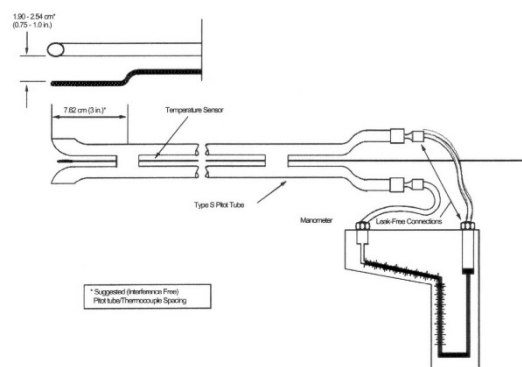 1.90 - 2.54 cm*
(0.75 - 1.0 in.)
7.62 cm (3 in.)*
Temperature Sensor
Type S Pitot Tube
Manometer
Leak-Free Connections
* Suggested (Interference Free)
Pitot tube/Thermocouple Spacing